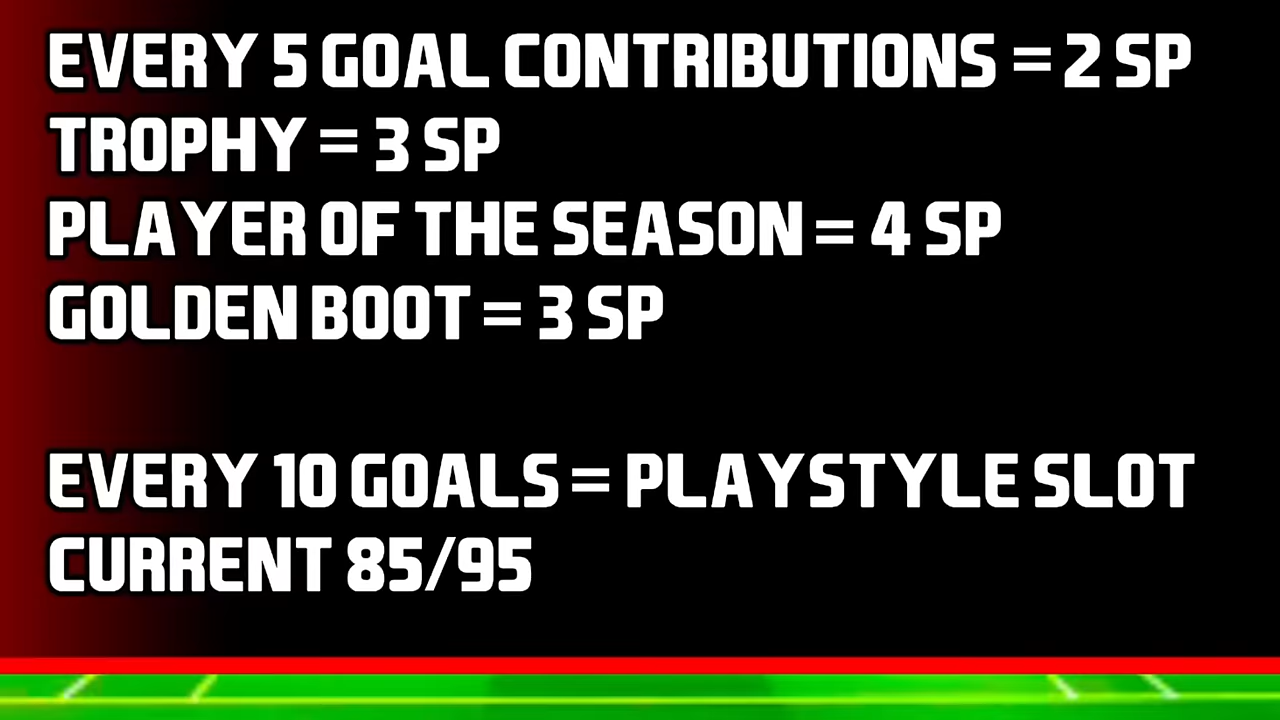 EVERY 5 GOAL CONTRIBUTIONS = 2 SP
TROPHY = 3 SP
PLAYER OF THE SEASON = 4 SP
GOLDEN BOOT = 3 SP
EVERY 10 GOALS = PLAYSTYLE SLOT
CURRENT 85/95